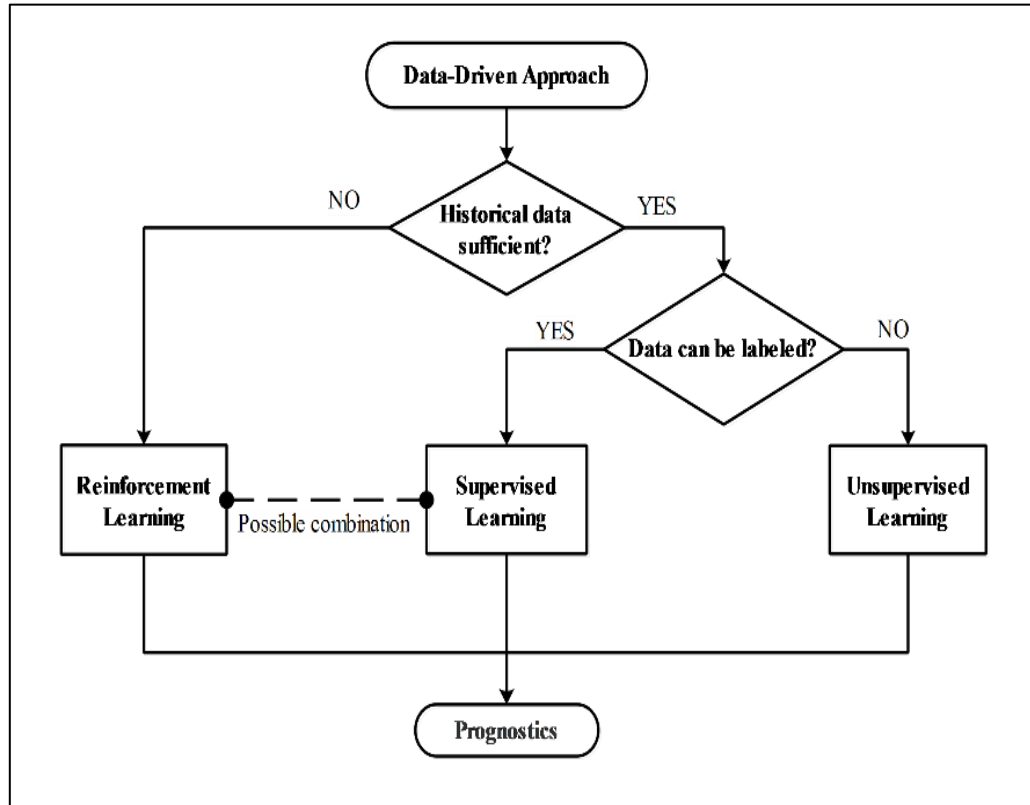 Data-Driven Approach
NO
Historical data
sufficient?
YES
YES
Data can be labeled?
NO
Reinforcement
Learning
Possible combination
Supervised
Learning
Unsupervised
Learning
Prognostics